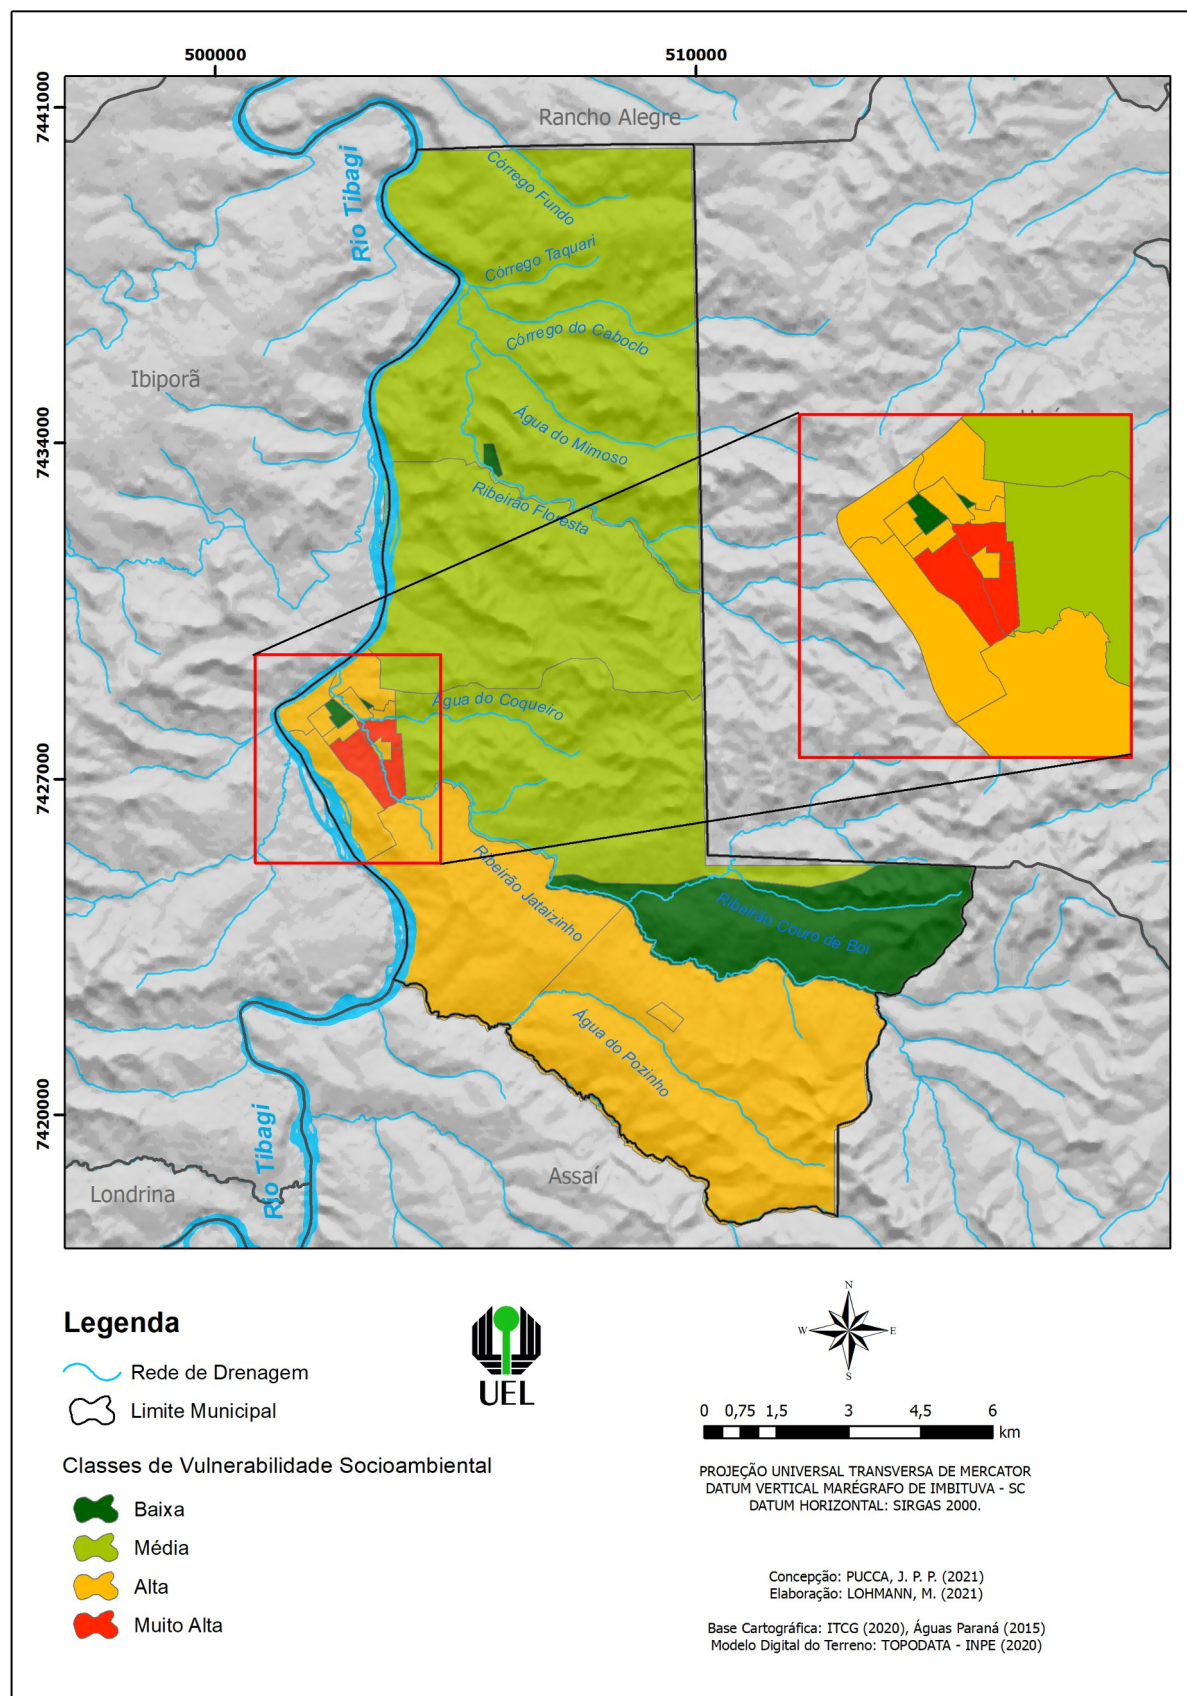 500000
510000
7441000
7434000
7427000
7420000
Rancho Alegre
Rio Tibagi
Córrego Fundo
Córrego Taquari
Córrego do Caboclo
Ibiporã
Água do Mimoso
Ribeirão Floresta
Água do Coqueiro
Ribeirão Jataizinho
Ribeirão Couro de Boi
Água do Pozinho
Rio Tibagi
Assaí
Londrina
Legenda
Rede de Drenagem
Limite Municipal
Classes de Vulnerabilidade Socioambiental
Baixa
Média
Alta
Muito Alta
UEL
N
W
E
S
0 0,75 1,5 3 4,5 6
km
PROJEÇÃO UNIVERSAL TRANSVERSA DE MERCATOR
DATUM VERTICAL MARÉGRAFO DE IMBITUVA - SC
DATUM HORIZONTAL: SIRGAS 2000.
Concepção: PUCCA, J. P. P. (2021)
Elaboração: LOHMANN, M. (2021)
Base Cartográfica: ITCG (2020), Águas Paraná (2015)
Modelo Digital do Terreno: TOPODATA - INPE (2020)